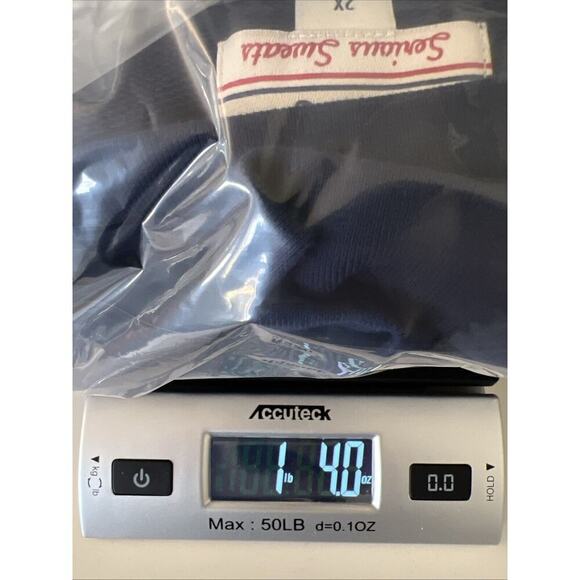 2X
Serious Sweats
Accuteck
kg lb
1 lb 4.0 oz
0.0
HOLD
Max : 50LB d=0.1OZ